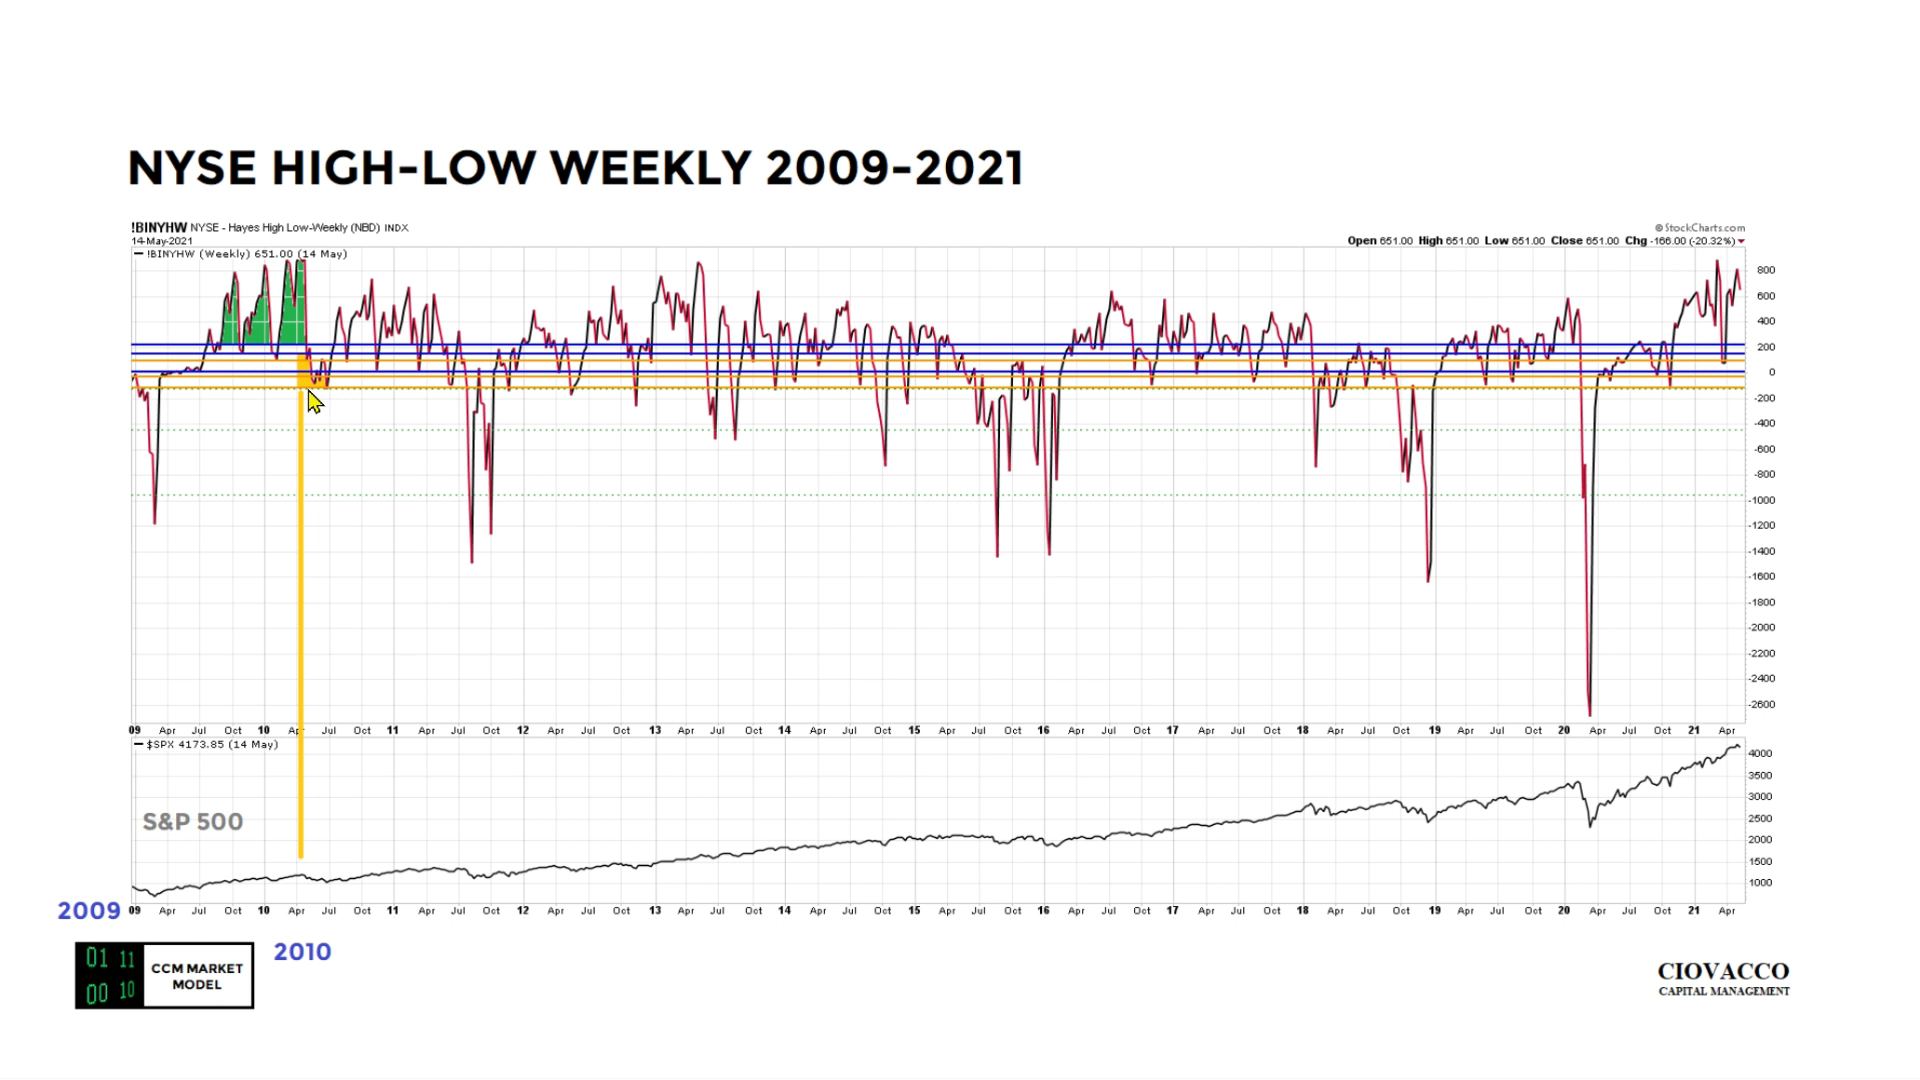 NYSE HIGH-LOW WEEKLY 2009-2021
!BINYHW NYSE - Hayes High Low-Weekly (NBD) INDX
© StockCharts.com
14-May-2021
Open 651.00 High 651.00 Low 651.00 Close 651.00 Chg -166.00 (-20.32%)
!BINYHW (Weekly) 651.00 (14 May)
800
600
400
200
0
-200
-400
-600
-800
-1000
-1200
-1400
-1600
-1800
-2000
-2200
-2400
-2600
09 Apr Jul Oct 10 Apr Jul Oct 11 Apr Jul Oct 12 Apr Jul Oct 13 Apr Jul Oct 14 Apr Jul Oct 15 Apr Jul Oct 16 Apr Jul Oct 17 Apr Jul Oct 18 Apr Jul Oct 19 Apr Jul Oct 20 Apr Jul Oct 21 Apr
$SPX 4173.85 (14 May)
4000
3500
3000
2500
2000
1500
1000
S&P 500
2009 09 Apr Jul Oct 10 Apr Jul Oct 11 Apr Jul Oct 12 Apr Jul Oct 13 Apr Jul Oct 14 Apr Jul Oct 15 Apr Jul Oct 16 Apr Jul Oct 17 Apr Jul Oct 18 Apr Jul Oct 19 Apr Jul Oct 20 Apr Jul Oct 21 Apr
2010
01 11
00 10
CCM MARKET
MODEL
CIOVACCO
CAPITAL MANAGEMENT